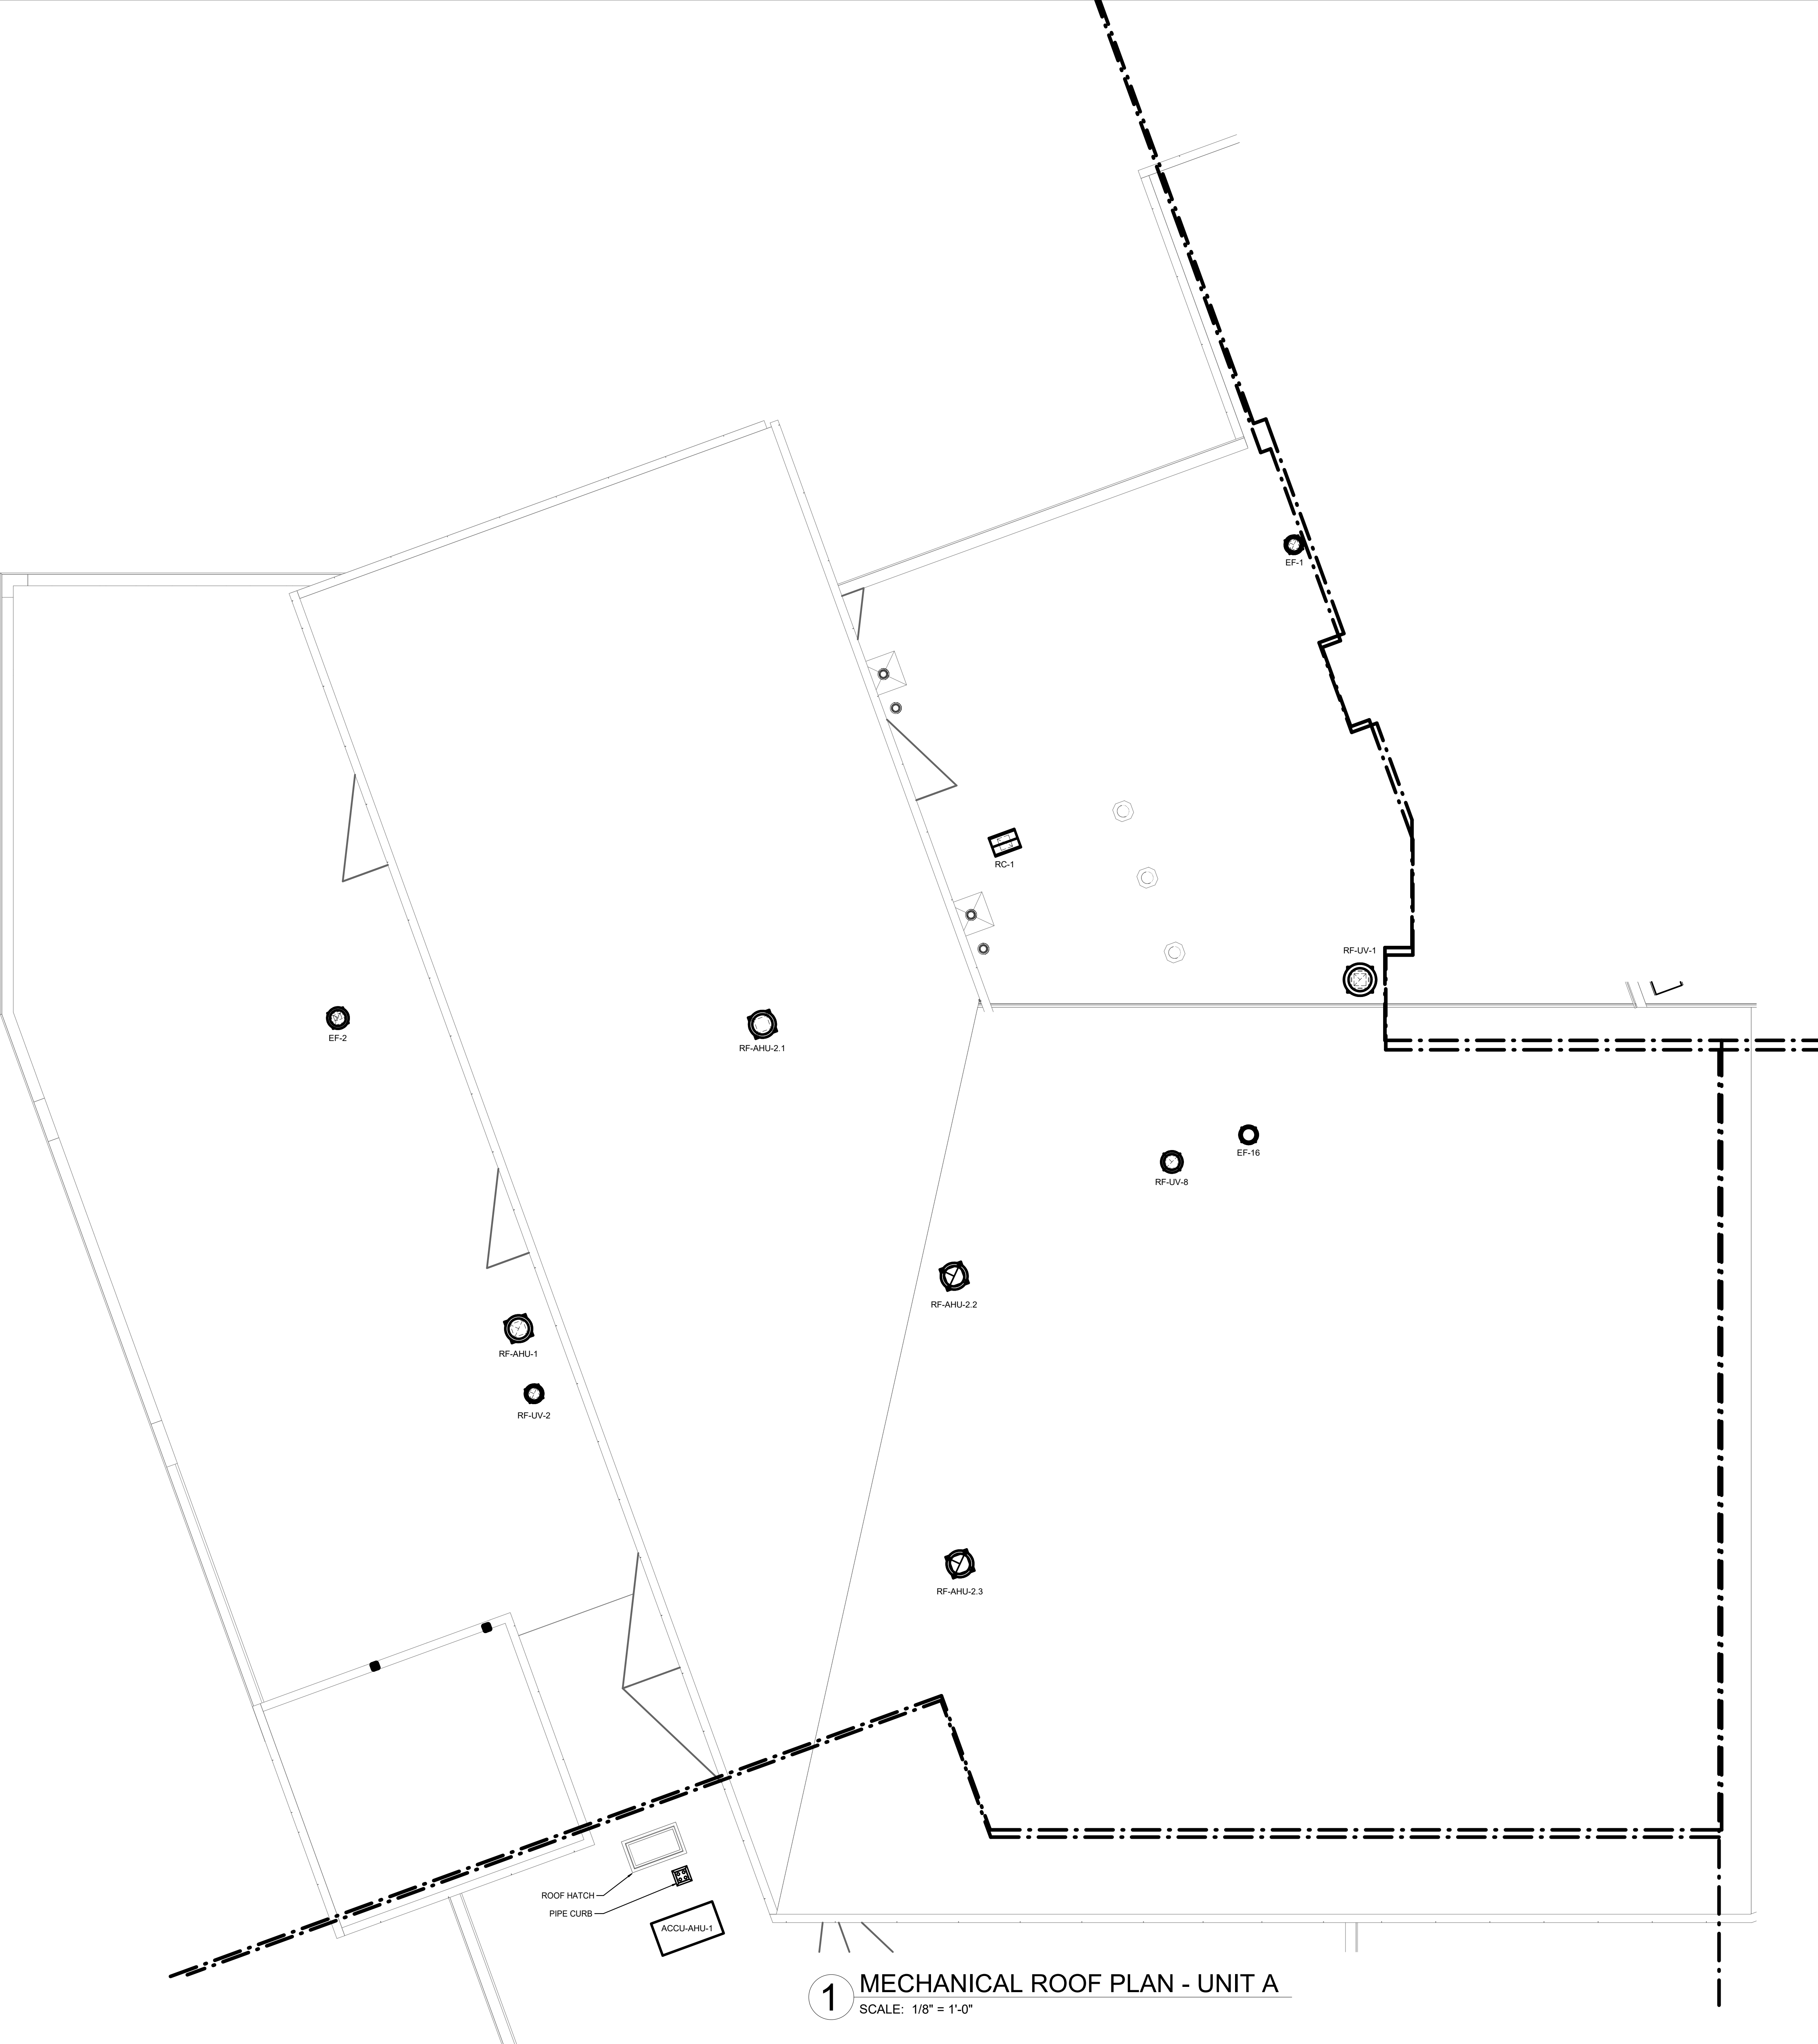 EF-1
RC-1
RF-UV-1
EF-2
RF-AHU-2.1
EF-16
RF-UV-8
RF-AHU-2.2
RF-AHU-1
RF-UV-2
RF-AHU-2.3
ROOF HATCH
PIPE CURB
ACCU-AHU-1
1
MECHANICAL ROOF PLAN - UNIT A
SCALE: 1/8" = 1'-0"